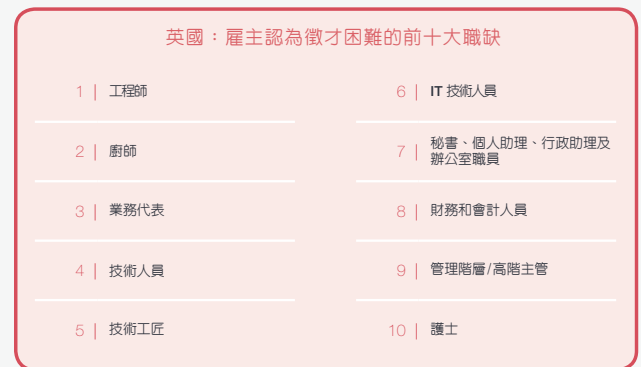 英國：雇主認為徵才困難的前十大職缺
1 | 工程師
2 | 廚師
3 | 業務代表
4 | 技術人員
5 | 技術工匠
6 | IT 技術人員
7 | 秘書、個人助理、行政助理及
辦公室職員
8 | 財務和會計人員
9 | 管理階層/高階主管
10 | 護士